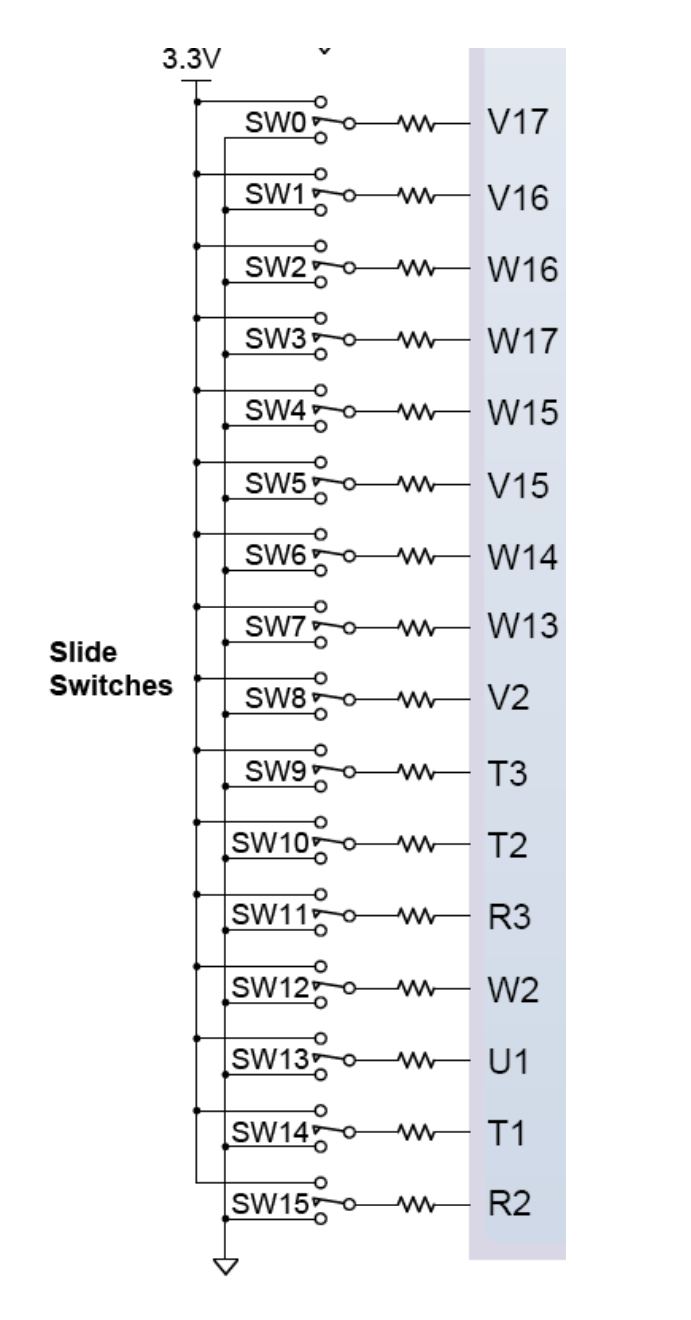 3.3V
SW0 V17
SW1 V16
SW2 W16
SW3 W17
SW4 W15
SW5 V15
SW6 W14
SW7 W13
Slide
Switches
SW8 V2
SW9 T3
SW10 T2
SW11 R3
SW12 W2
SW13 U1
SW14 T1
SW15 R2